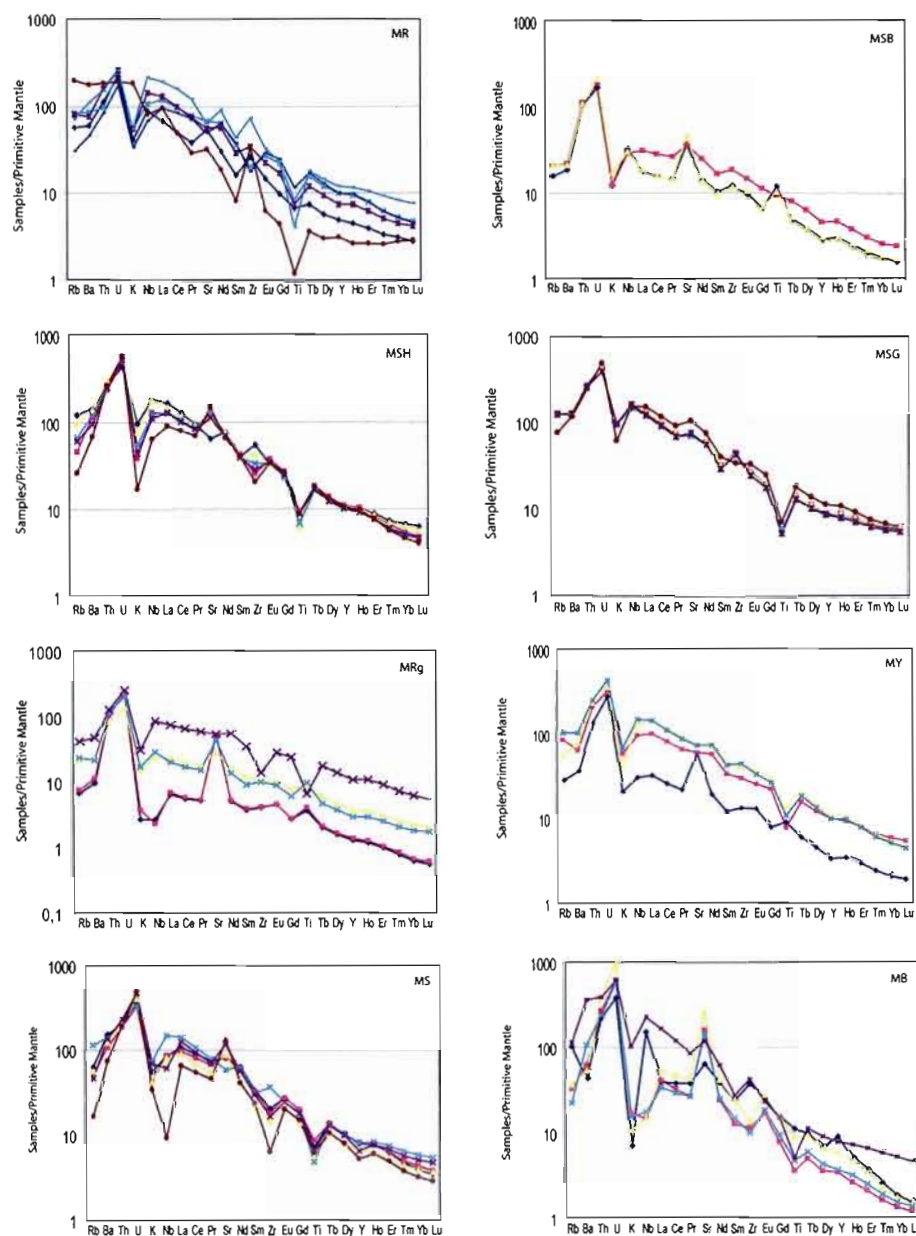 1000
MR
Samples/Primitive Mantle
100
10
1
Rb Ba Th U K Nb La Ce Pr Sr Nd Sm Zr Eu Gd Ti Tb Dy Y Ho Er Tm Yb Lu
1000
MSB
Samples/Primitive Mantle
100
10
1
Rb Ba Th U K Nb La Ce Pr Sr Nd Sm Zr Eu Gd Ti Tb Dy Y Ho Er Tm Yb Lu
1000
MSH
Samples/Primitive Mantle
100
10
1
Rb Ba Th U K Nb La Ce Pr Sr Nd Sm Zr Eu Gd Ti Tb Dy Y Ho Er Tm Yb Lu
1000
MSG
Samples/Primitive Mantle
100
10
1
Rb Ba Th U K Nb La Ce Pr Sr Nd Sm Zr Eu Gd Ti Tb Dy Y Ho Er Tm Yb Lu
1000
MRg
Samples/Primitive Mantle
100
10
1
0,1
Rb Ba Th U K Nb La Ce Pr Sr Nd Sm Zr Eu Gd Ti Tb Dy Y Ho Er Tm Yb Lu
1000
MY
Samples/Primitive Mantle
100
10
1
Rb Ba Th U K Nb La Ce Pr Sr Nd Sm Zr Eu Gd Ti Tb Dy Y Ho Er Tm Yb Lu
1000
MS
Samples/Primitive Mantle
100
10
1
Rb Ba Th U K Nb La Ce Pr Sr Nd Sm Zr Eu Gd Ti Tb Dy Y Ho Er Tm Yb Lu
1000
MB
Samples/Primitive Mantle
100
10
1
Rb Ba Th U K Nb La Ce Pr Sr Nd Sm Zr Eu Gd Ti Tb Dy Y Ho Er Tm Yb